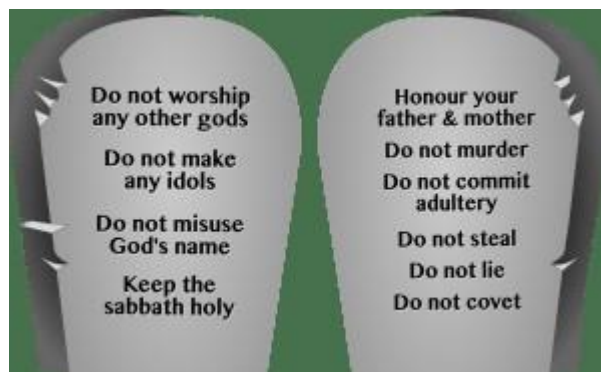 Do not worship
any other gods
Do not make
any idols
Do not misuse
God's name
Keep the
sabbath holy
Honour your
father & mother
Do not murder
Do not commit
adultery
Do not steal
Do not lie
Do not covet